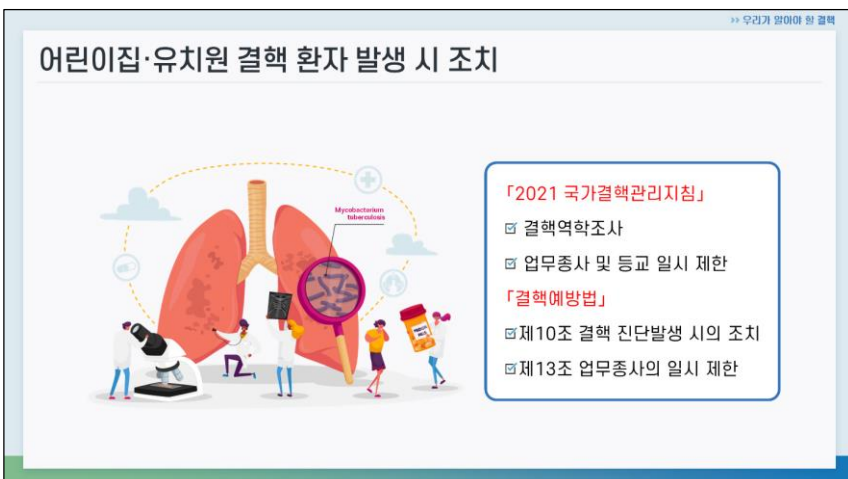 >> 우리가 알아야 할 결핵
어린이집·유치원 결핵 환자 발생 시 조치
Mycobacterium
tuberculosis
「2021 국가결핵관리지침」
☑ 결핵역학조사
☑ 업무종사 및 등교 일시 제한
「결핵예방법」
☑제10조 결핵 진단발생 시의 조치
☑제13조 업무종사의 일시 제한